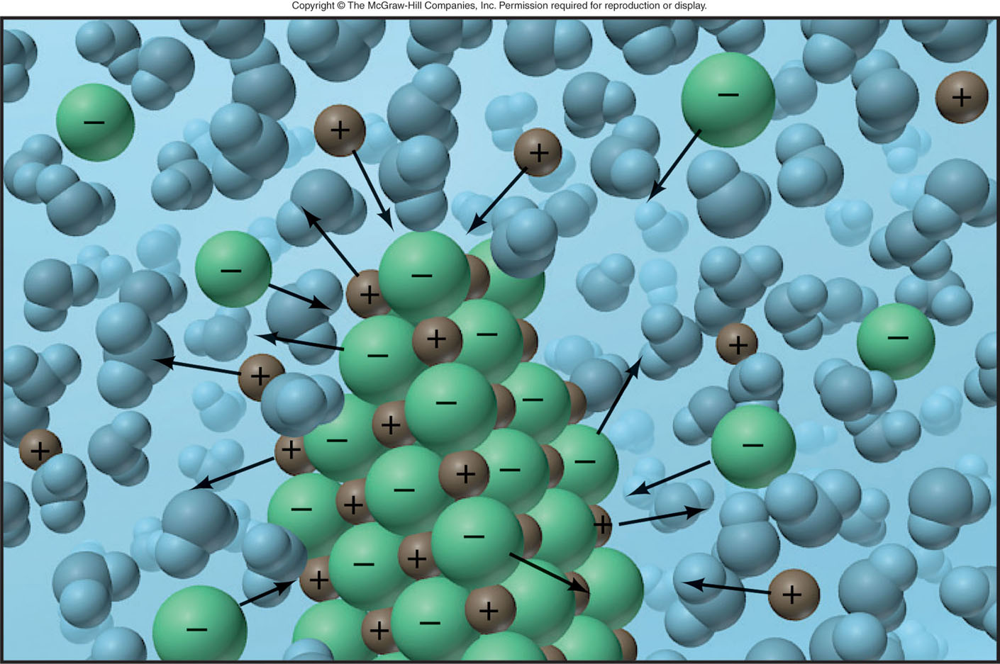 Copyright © The McGraw-Hill Companies, Inc. Permission required for reproduction or display.